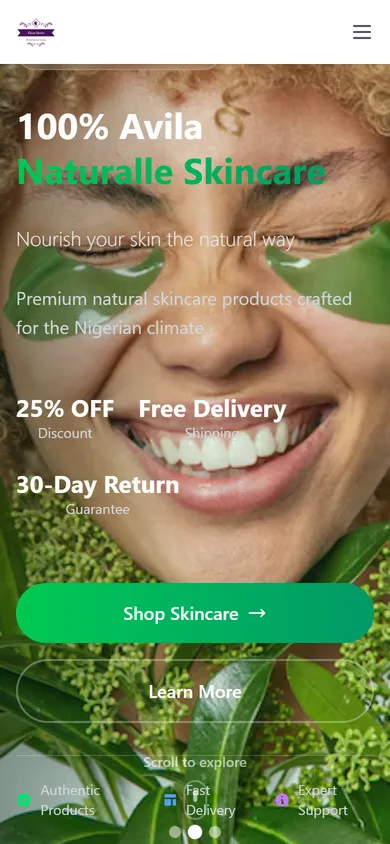 100% Avila
Naturalle Skincare
Nourish your skin the natural way
Premium natural skincare products crafted
for the Nigerian climate
25% OFF Free Delivery
Discount Shipping
30-Day Return
Guarantee
Shop Skincare →
Learn More
Scroll to explore
Authentic Products
Fast Delivery
Expert Support